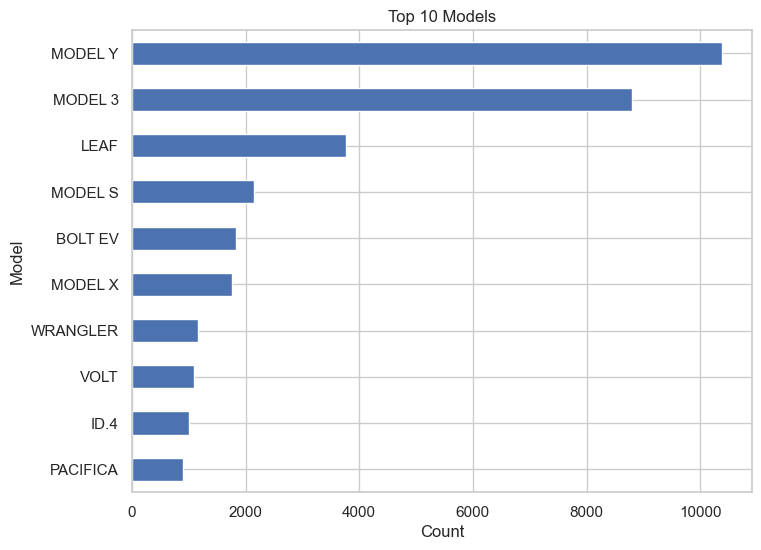 Top 10 Models
MODEL Y
MODEL 3
LEAF
MODEL S
BOLT EV
MODEL X
WRANGLER
VOLT
ID.4
PACIFICA
Model
0 2000 4000 6000 8000 10000
Count